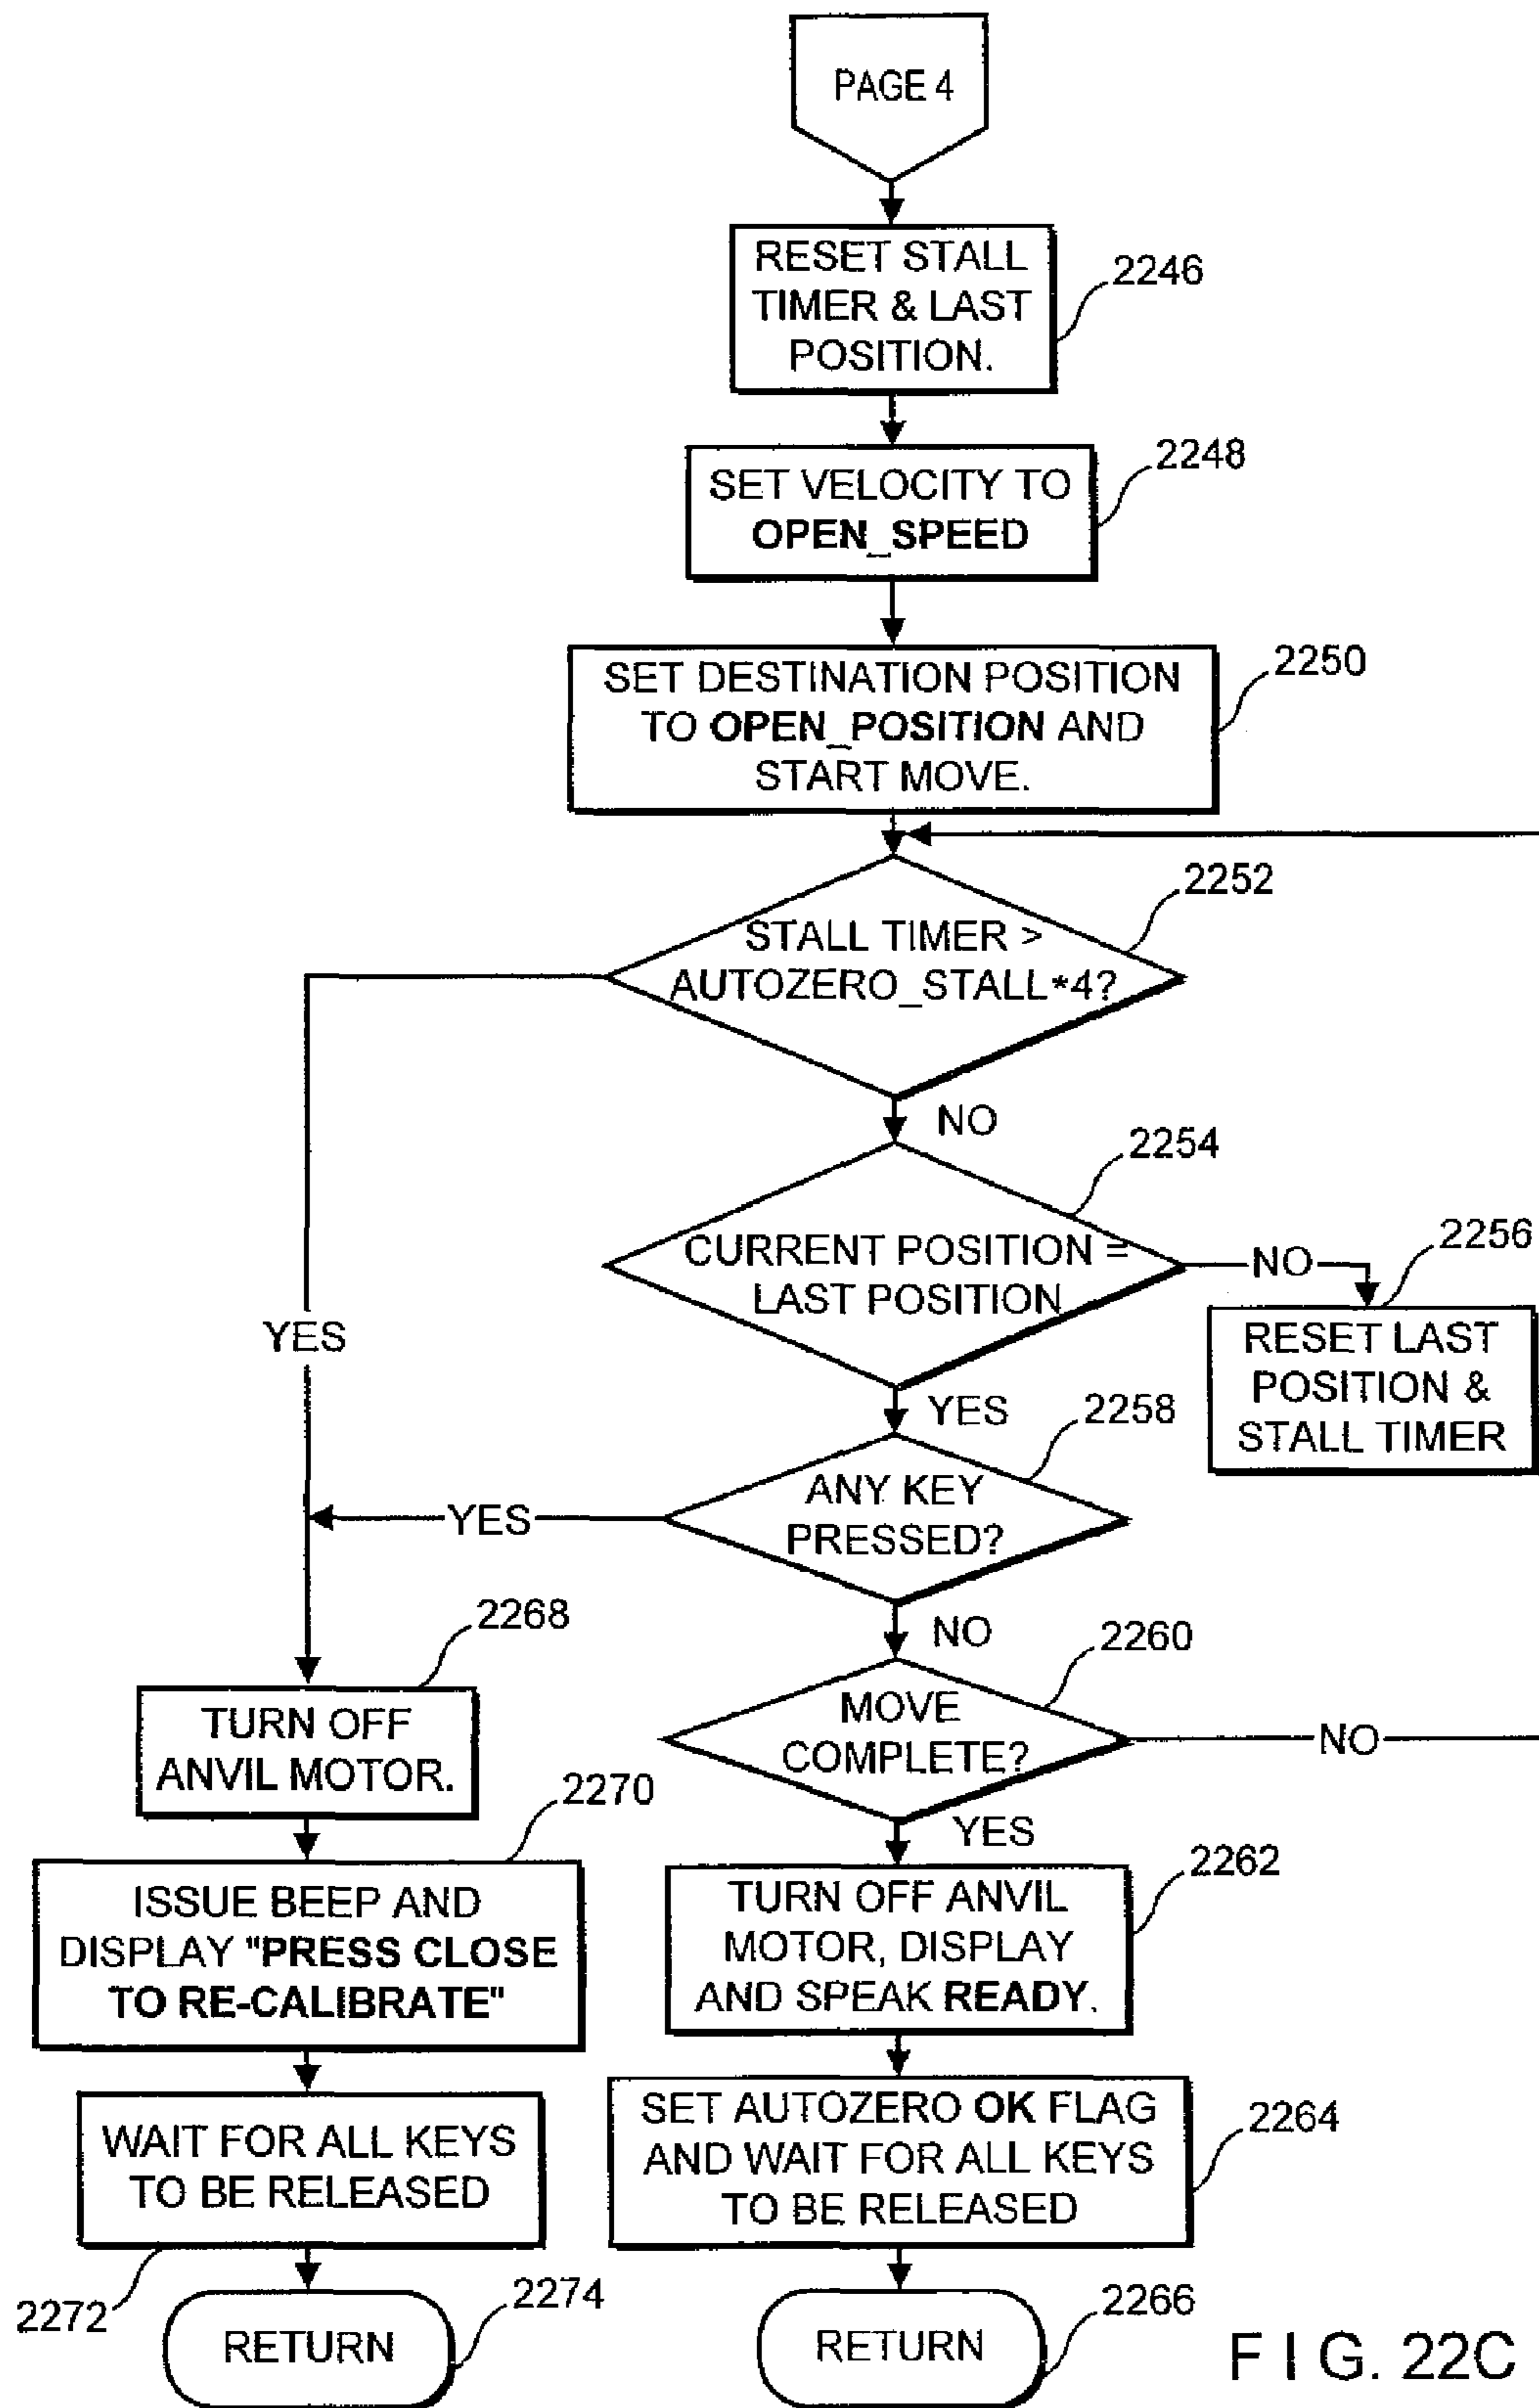 PAGE 4
RESET STALL
TIMER & LAST
POSITION.
2246
SET VELOCITY TO
OPEN_SPEED
2248
SET DESTINATION POSITION
TO OPEN_POSITION AND
START MOVE.
2250
STALL TIMER >
AUTOZERO_STALL*4?
2252
YES
NO
CURRENT POSITION =
LAST POSITION
2254
NO
2256
RESET LAST
POSITION &
STALL TIMER
YES
ANY KEY
PRESSED?
2258
YES
NO
MOVE
COMPLETE?
2260
NO
YES
TURN OFF ANVIL
MOTOR, DISPLAY
AND SPEAK READY.
2262
SET AUTOZERO OK FLAG
AND WAIT FOR ALL KEYS
TO BE RELEASED
2264
RETURN
2266
TURN OFF
ANVIL MOTOR.
2268
ISSUE BEEP AND
DISPLAY "PRESS CLOSE
TO RE-CALIBRATE"
2270
WAIT FOR ALL KEYS
TO BE RELEASED
2272
RETURN
2274
F I G. 22C